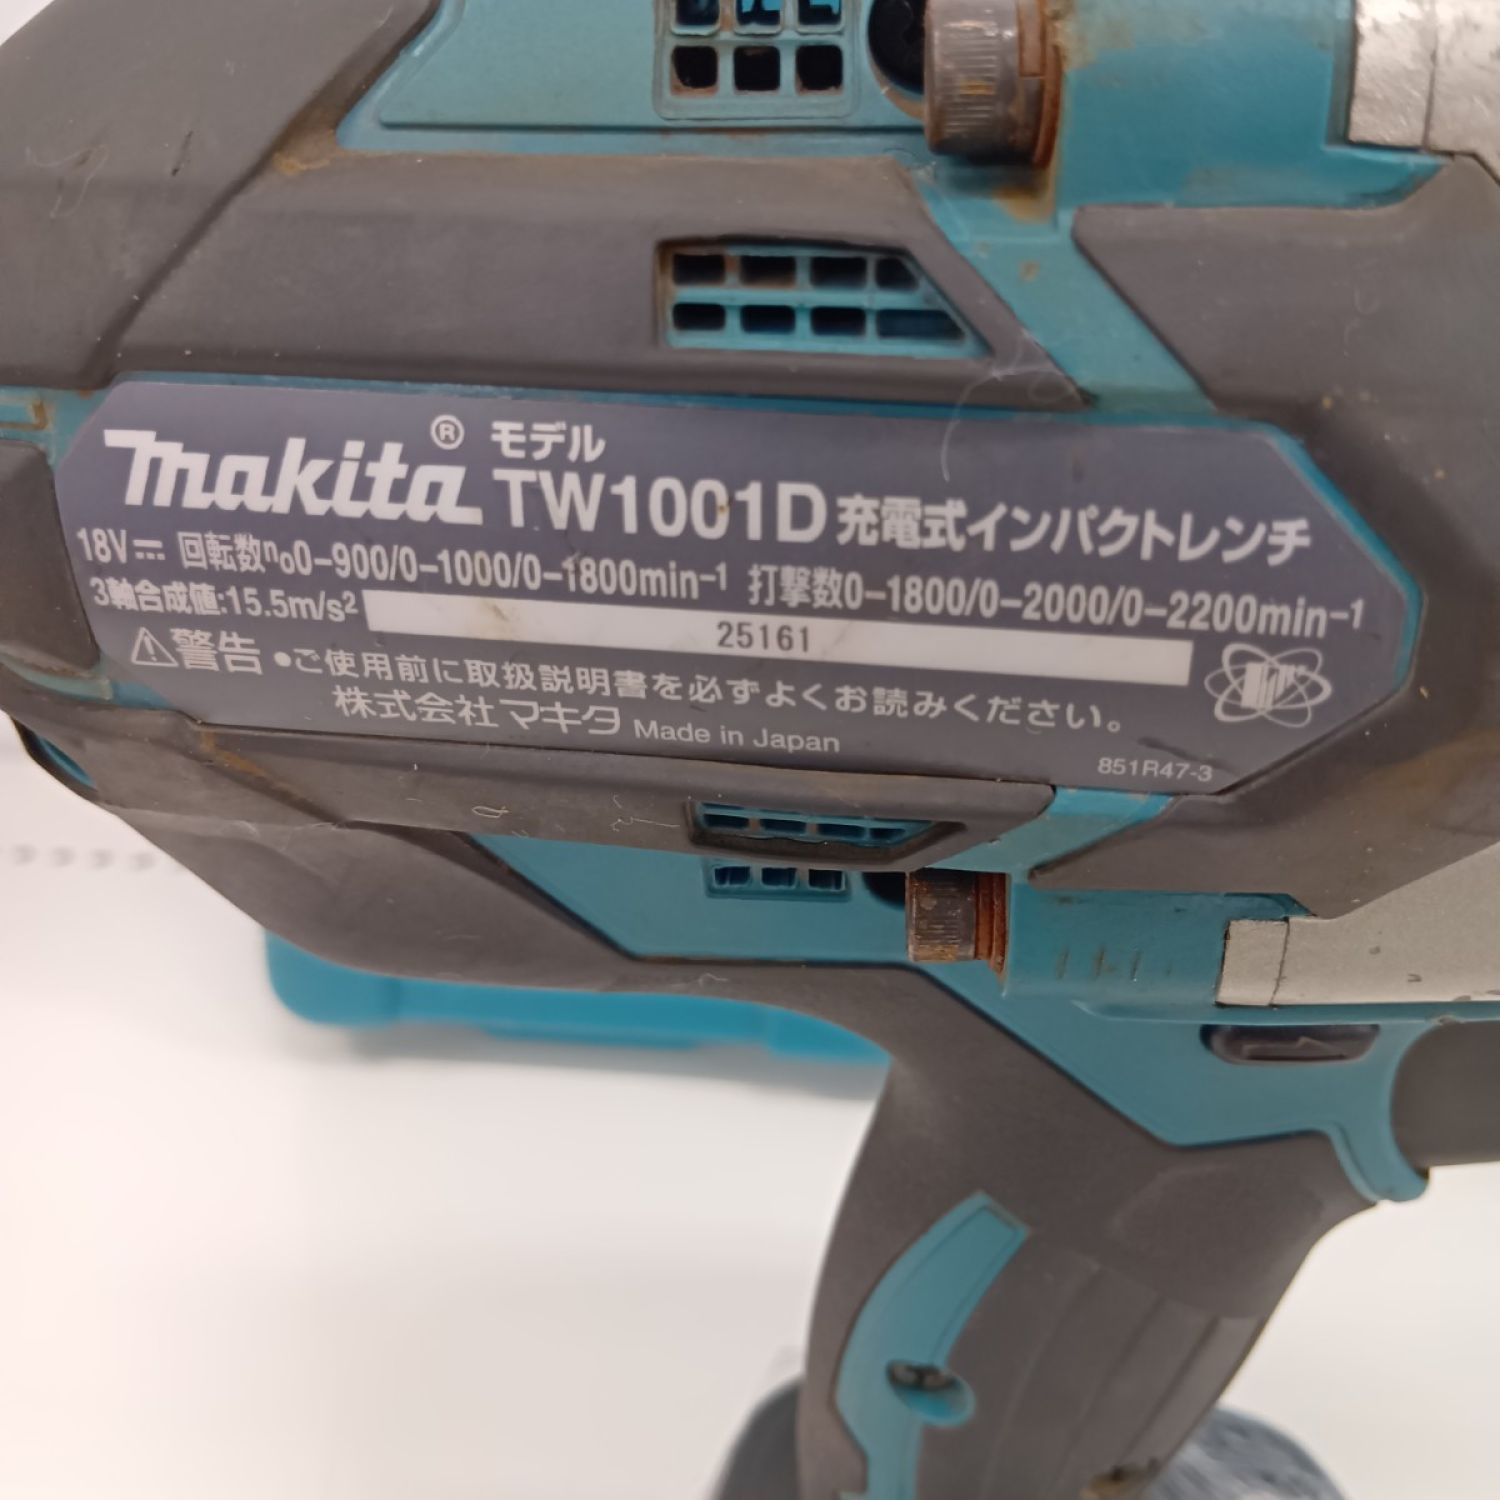 makita® モデル TW1001D 充電式インパクトレンチ
18V⎓ 回転数n₀0-900/0-1000/0-1800min⁻¹ 打撃数0-1800/0-2000/0-2200min⁻¹
3軸合成値:15.5m/s²
25161
⚠警告 ●ご使用前に取扱説明書を必ずよくお読みください。
株式会社マキタ Made in Japan
851R47-3